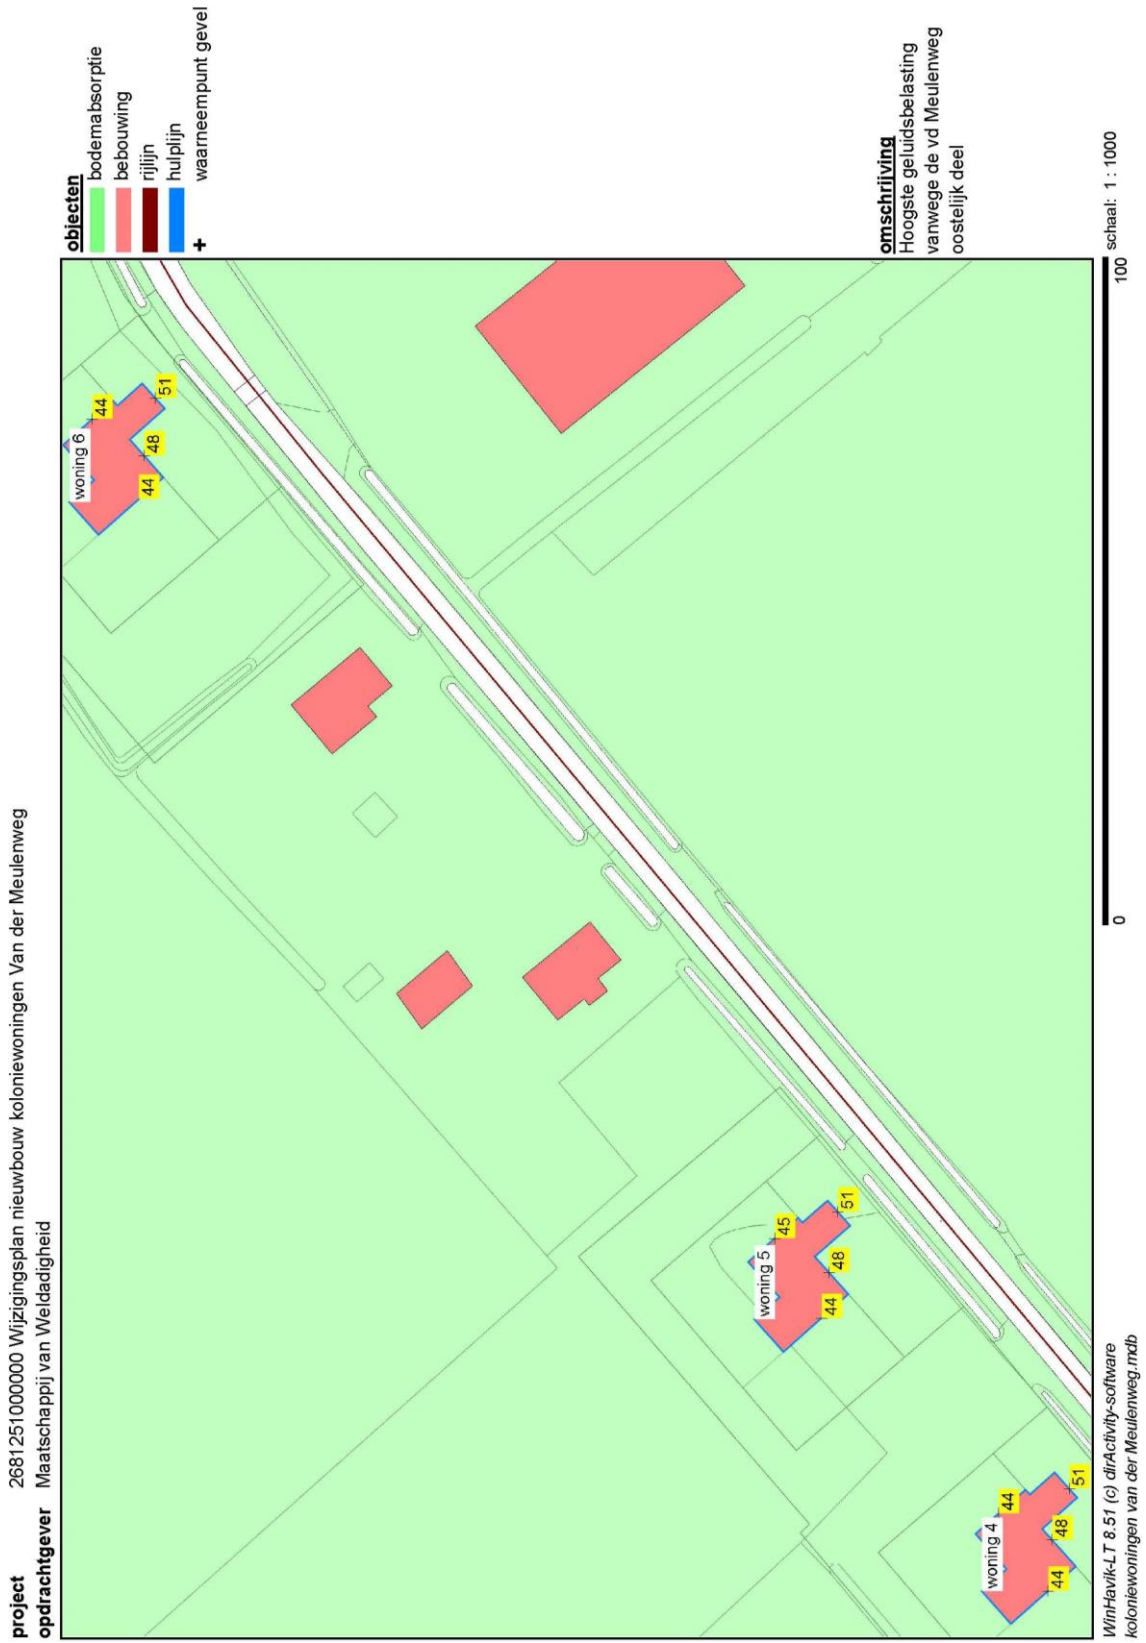 project 26812510000000 Wijzigingsplan nieuwbouw koloniewoningen Van der Meulenweg
opdrachtgever Maatschappij van Weldadigheid
objecten
bodemabsorptie
bebouwing
rijlijn
hulplijn
waarneempunt gevel
woning 6
44
51
48
44
woning 5
45
51
48
44
woning 4
44
51
48
44
omschrijving
Hoogste geluidsbelasting
vanwege de vd Meulenweg
oostelijk deel
0
100
schaal: 1 : 1000
WinHavik-LT 8.51 (c) dirActivity-software
koloniewoningen van der Meulenweg.mdb